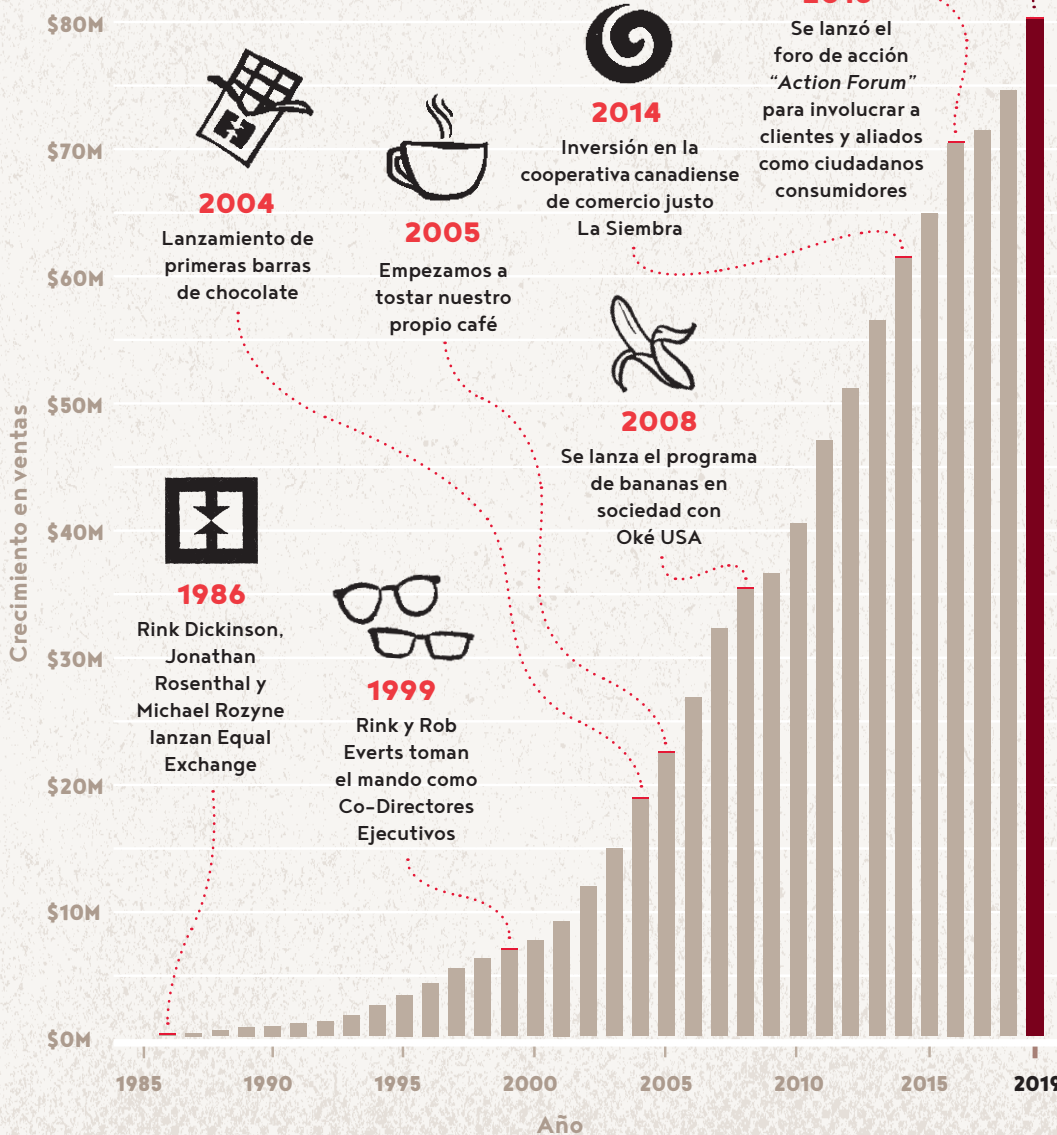 Se lanzó el
foro de acción
“Action Forum”
para involucrar a
clientes y aliados
como ciudadanos
consumidores
2014
Inversión en la
cooperativa canadiense
de comercio justo
La Siembra
2004
Lanzamiento de
primeras barras
de chocolate
2005
Empezamos a
tostar nuestro
propio café
2008
Se lanza el programa
de bananas en
sociedad con
Oké USA
1986
Rink Dickinson,
Jonathan
Rosenthal y
Michael Rozyne
lanzan Equal
Exchange
1999
Rink y Rob
Everts toman
el mando como
Co-Directores
Ejecutivos
Crecimiento en ventas
$80M
$70M
$60M
$50M
$40M
$30M
$20M
$10M
$0M
1985 1990 1995 2000 2005 2010 2015 2019
Año